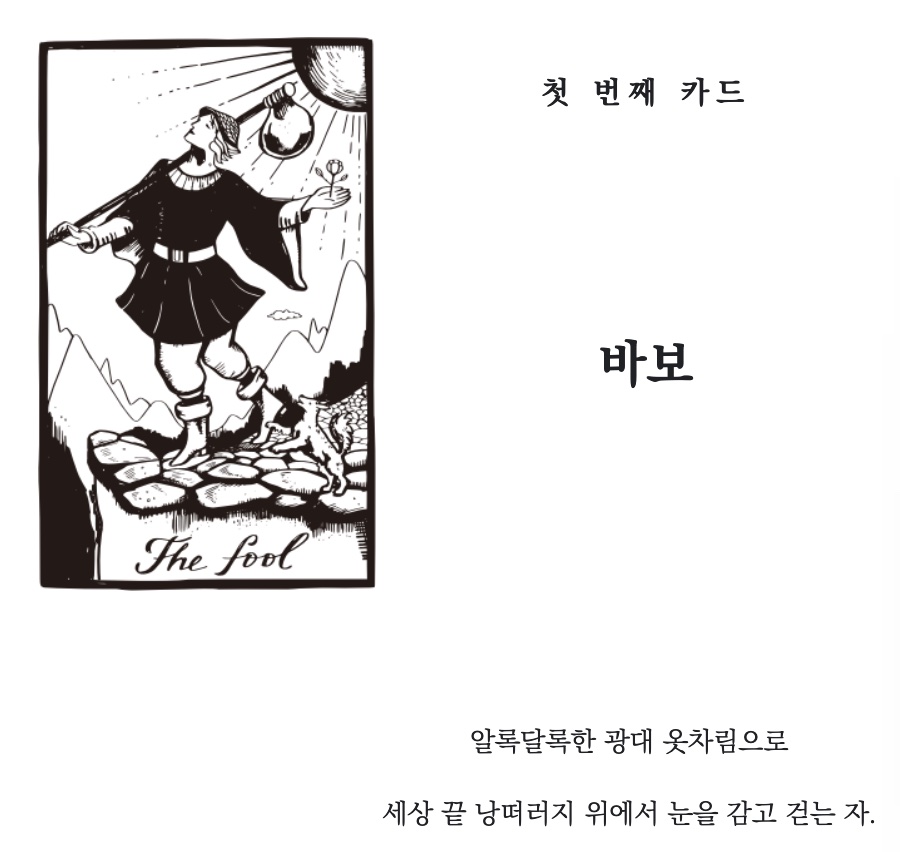 첫 번째 카드
바보
The fool
알록달록한 광대 옷차림으로
세상 끝 낭떠러지 위에서 눈을 감고 걷는 자.